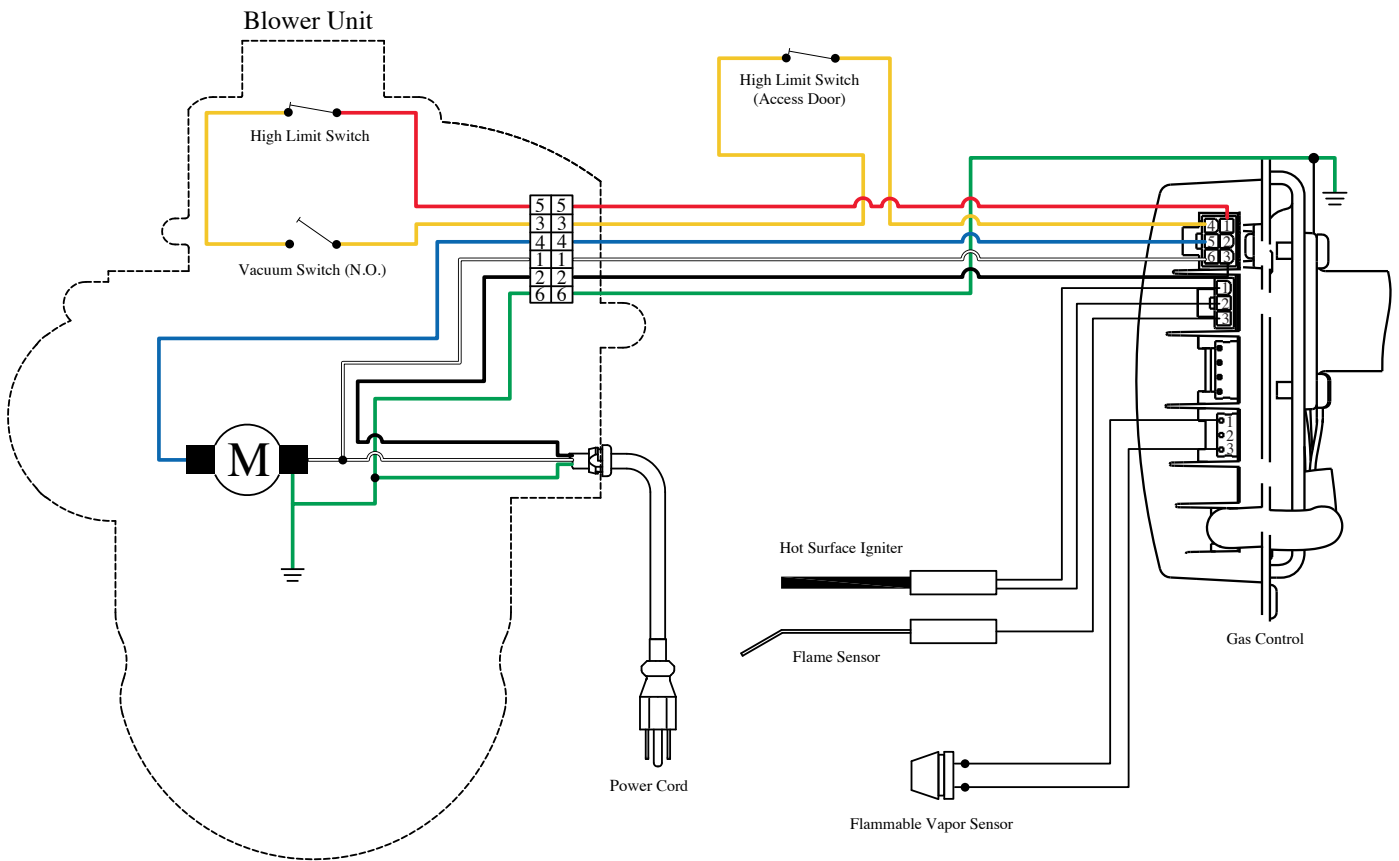 Blower Unit
High Limit Switch
(Access Door)
High Limit Switch
Vacuum Switch (N.O.)
5 5
3 3
4 4
1 1
2 2
6 6
4 1
5 2
6 3
1
2
3
M
1
2
3
Hot Surface Igniter
Flame Sensor
Gas Control
Power Cord
Flammable Vapor Sensor